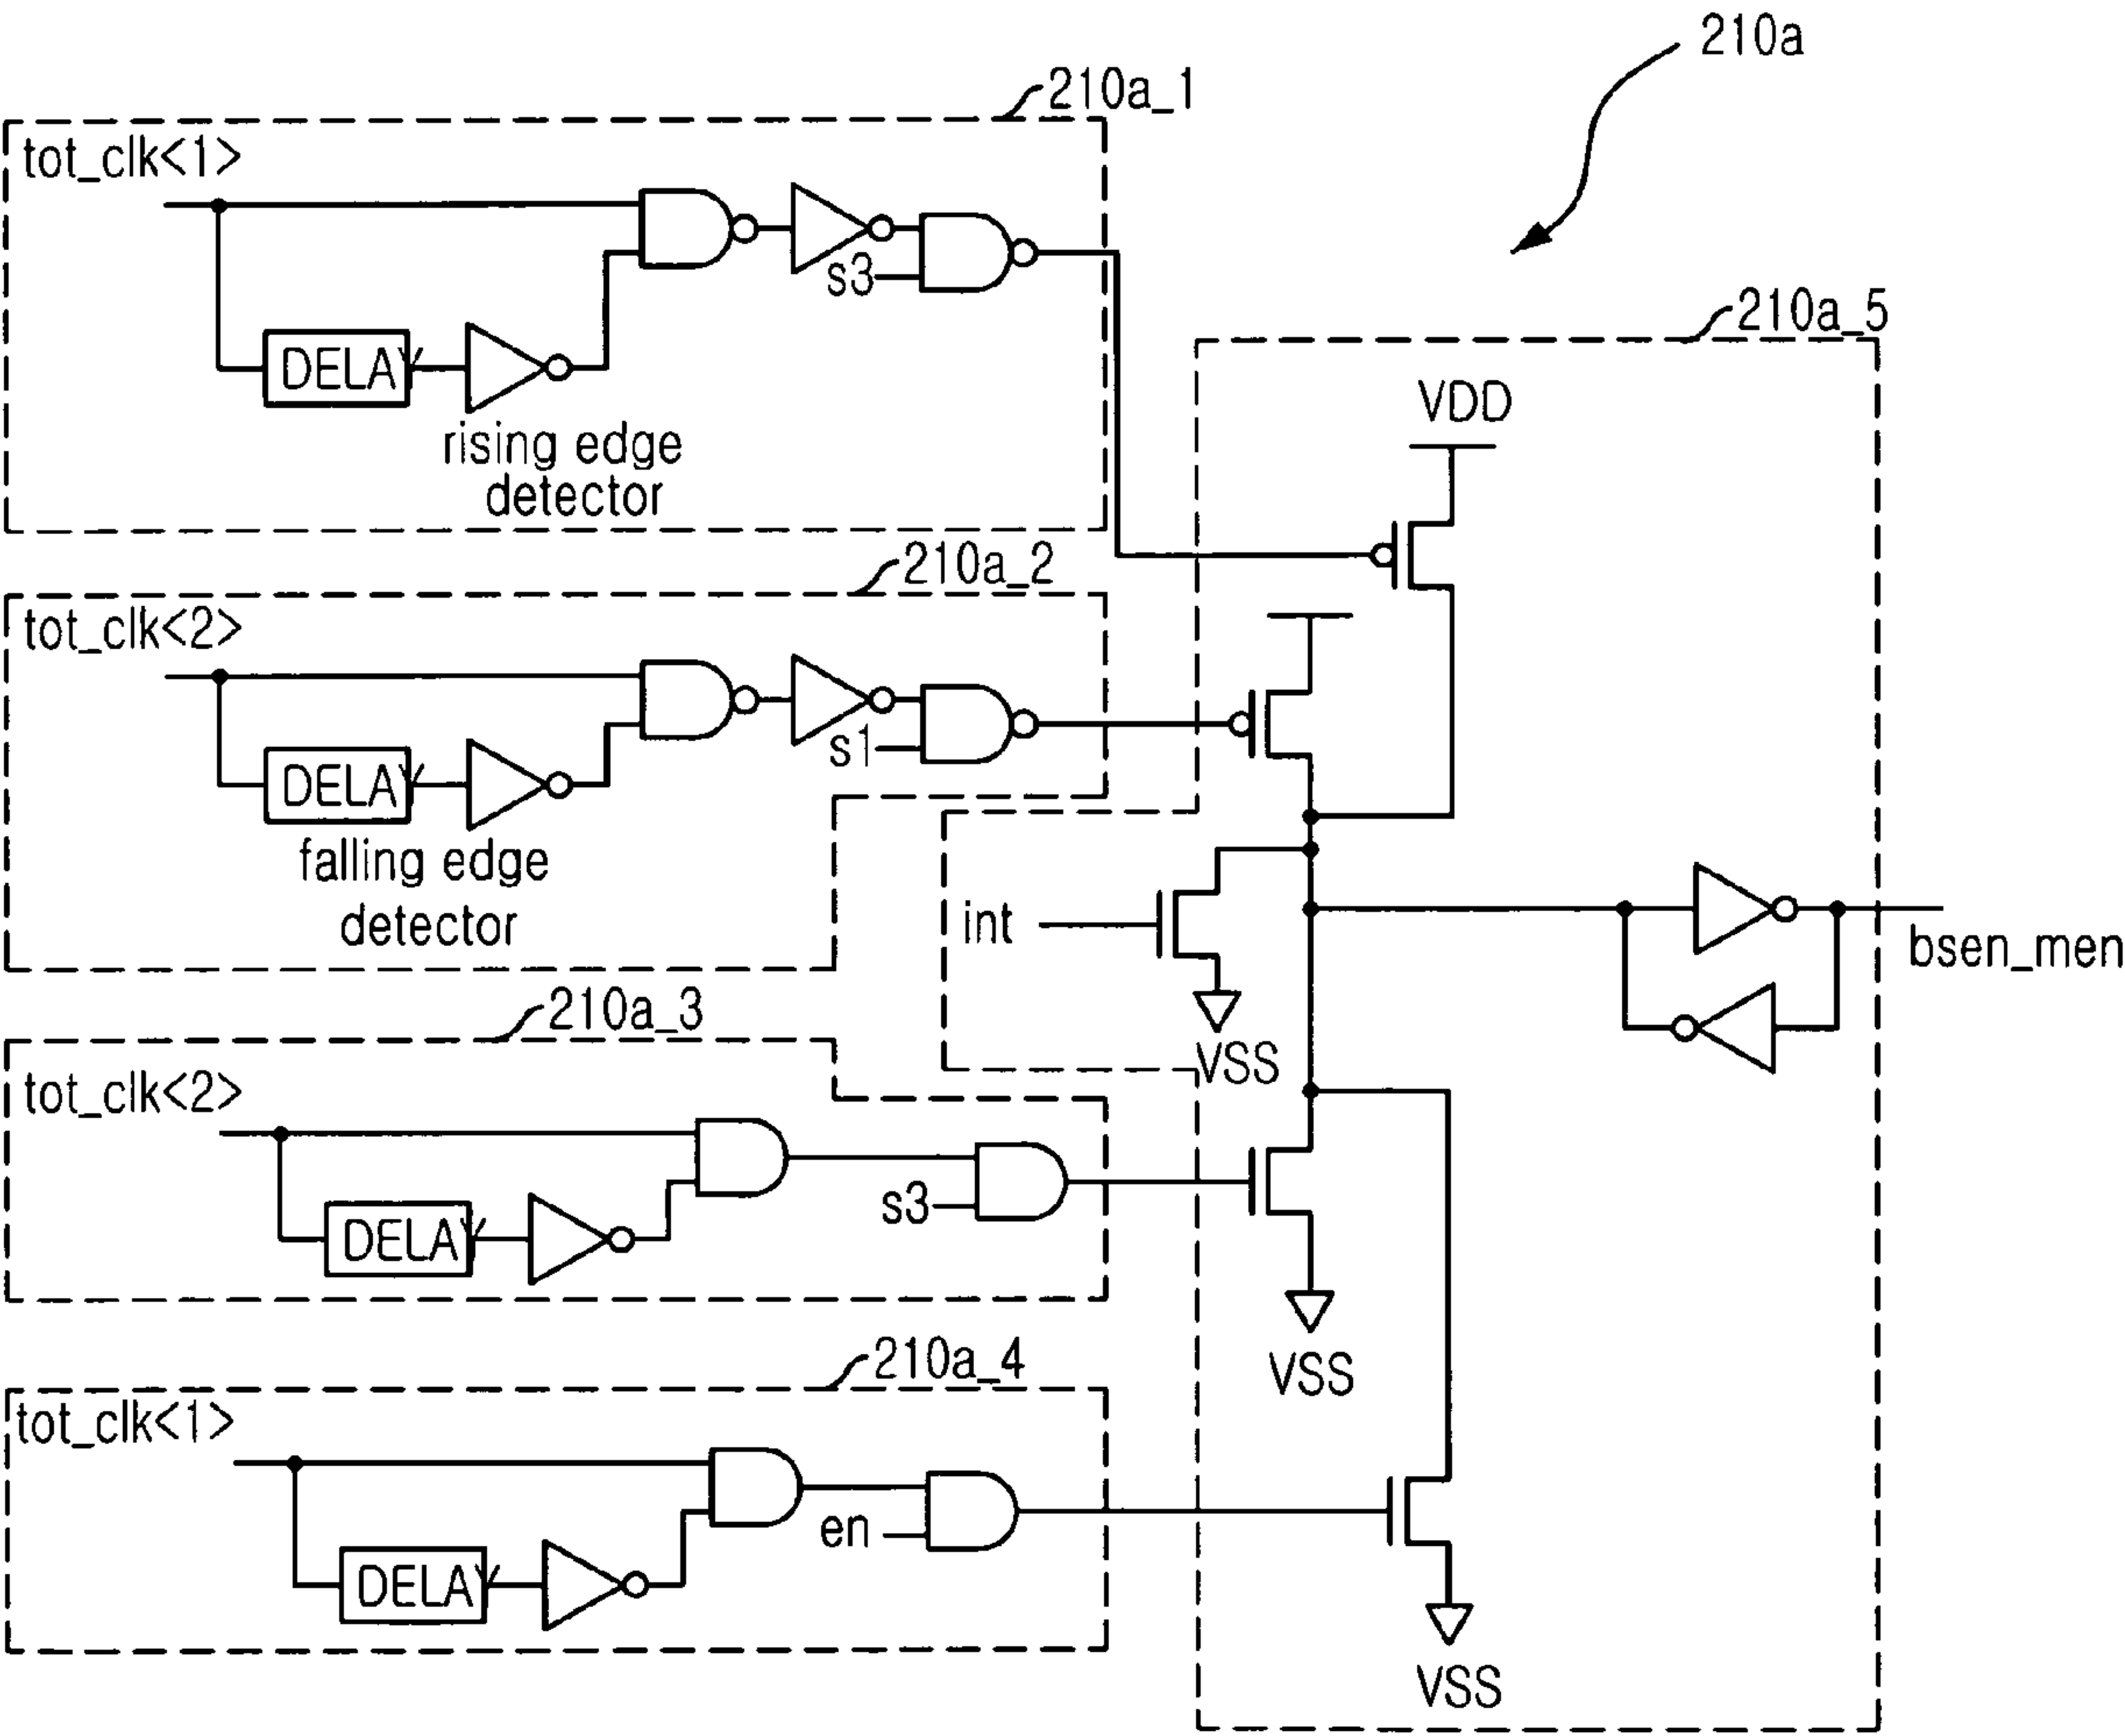 210a
210a_1
tot_clk<1>
s3
DELAY
rising edge
detector
210a_5
VDD
210a_2
tot_clk<2>
s1
DELAY
falling edge
detector
int
VSS
bsen_men
210a_3
tot_clk<2>
s3
DELAY
VSS
210a_4
tot_clk<1>
en
DELAY
VSS